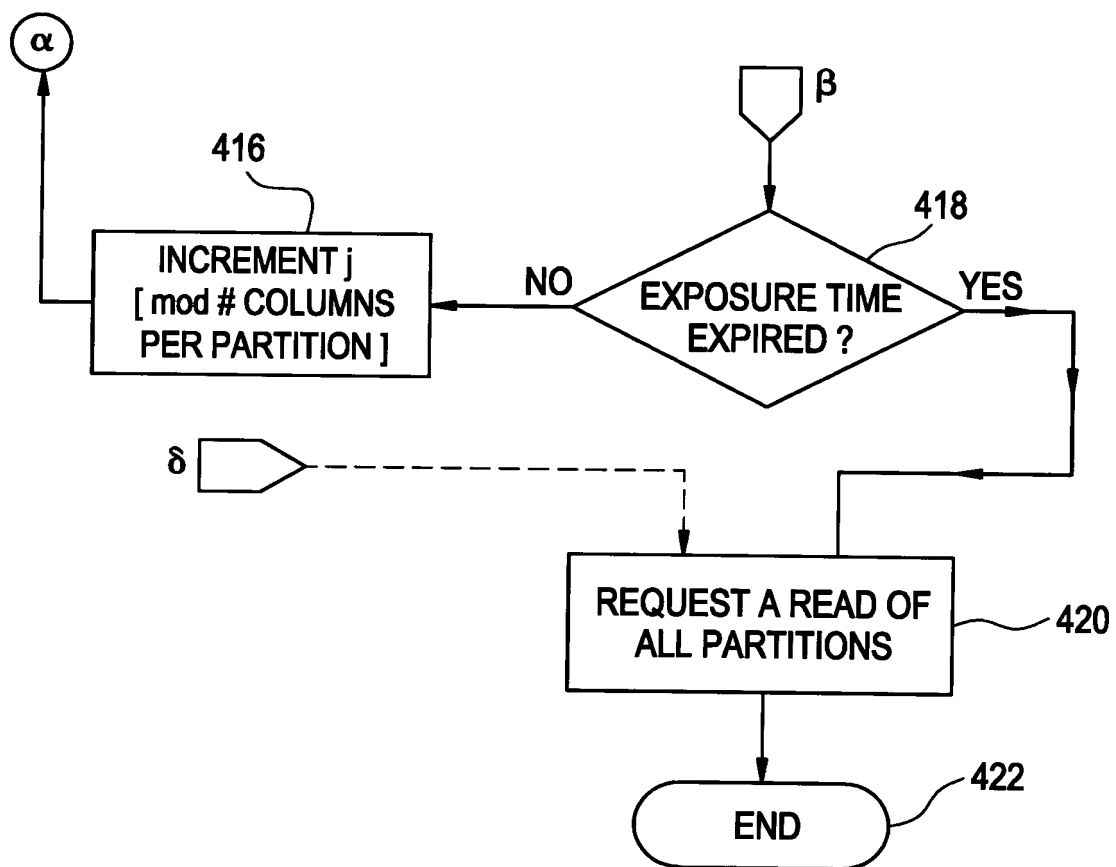 α
β
416
418
INCREMENT j
[ mod # COLUMNS
PER PARTITION ]
NO
EXPOSURE TIME
EXPIRED ?
YES
δ
REQUEST A READ OF
ALL PARTITIONS
420
422
END